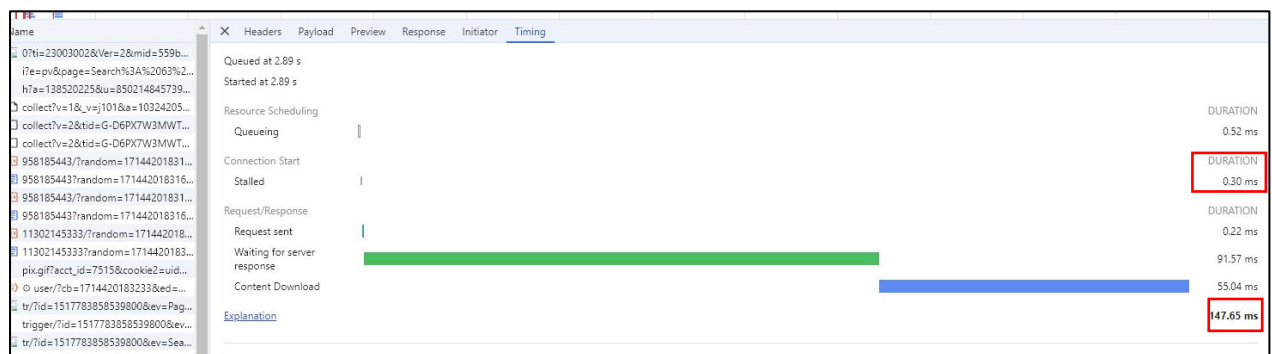 Name
Headers Payload Preview Response Initiator Timing
0?ti=23003002&Ver=2&mid=559b...
i?e=pv&page=Search%3A%2063%2...
h?a=138520225&u=850214845739...
collect?v=1&_v=j101&a=10324205...
collect?v=2&tid=G-D6PX7W3MWT...
collect?v=2&tid=G-D6PX7W3MWT...
958185443/?random=17144201831...
958185443?random=171442018316...
958185443/?random=17144201831...
958185443?random=171442018316...
11302145333/?random=171442018...
11302145333?random=1714420183...
pix.gif?acct_id=7515&cookie2=uid...
user/?cb=1714420183233&ed=...
tr/?id=1517783858539800&ev=Pag...
trigger/?id=1517783858539800&ev...
tr/?id=1517783858539800&ev=Sea...
Queued at 2.89 s
Started at 2.89 s
Resource Scheduling DURATION
Queueing 0.52 ms
Connection Start DURATION
Stalled 0.30 ms
Request/Response DURATION
Request sent 0.22 ms
Waiting for server
response 91.57 ms
Content Download 55.04 ms
Explanation 147.65 ms